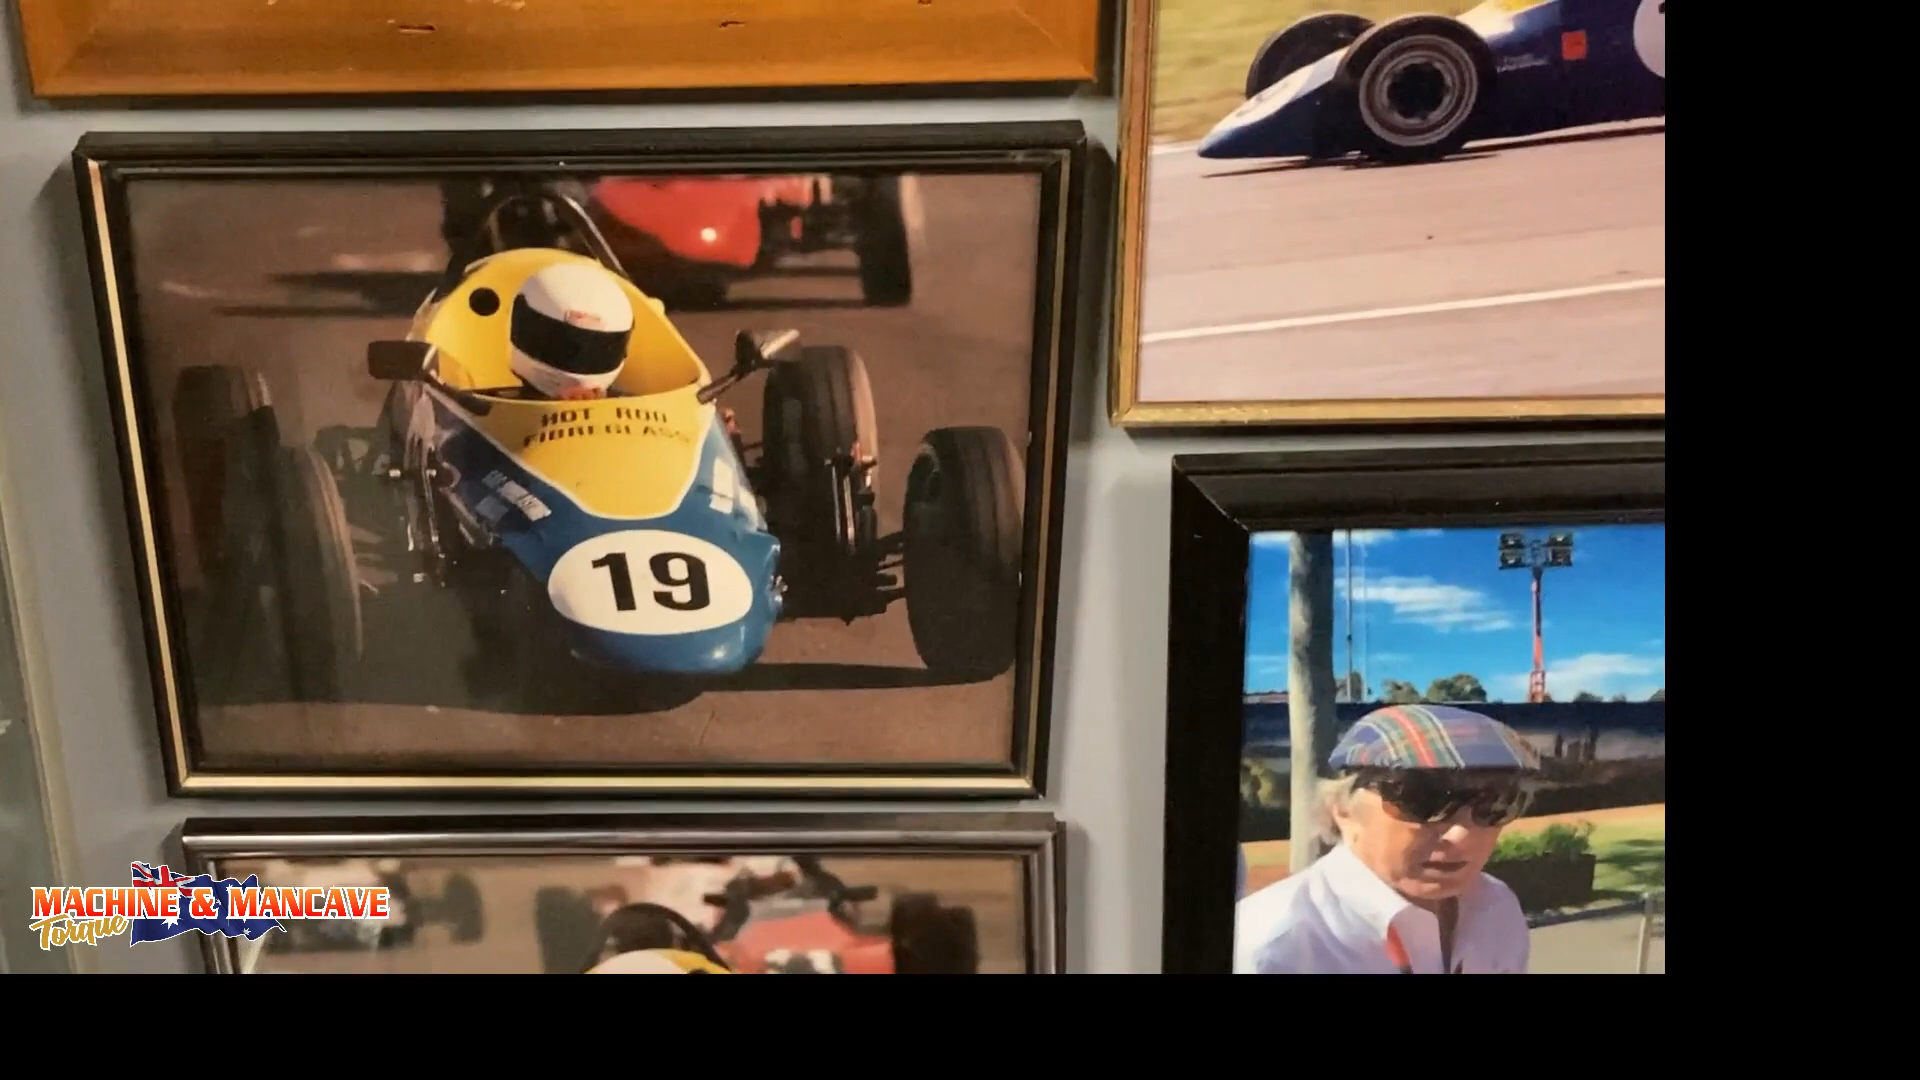 HOT ROD
FIBREGLASS
19
MACHINE & MANCAVE
Torque